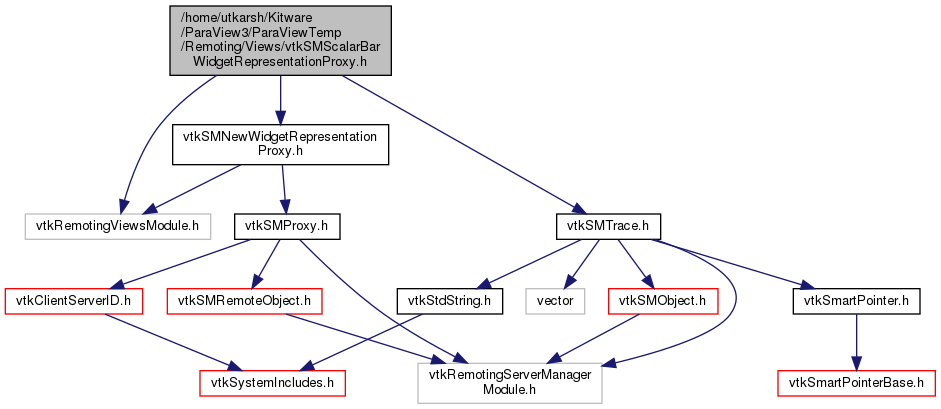 /home/utkarsh/Kitware
/ParaView3/ParaViewTemp
/Remoting/Views/vtkSMScalarBar
WidgetRepresentationProxy.h
vtkSMNewWidgetRepresentation
Proxy.h
vtkRemotingViewsModule.h
vtkSMProxy.h
vtkSMTrace.h
vtkClientServerID.h
vtkSMRemoteObject.h
vtkStdString.h
vector
vtkSMObject.h
vtkSmartPointer.h
vtkSystemIncludes.h
vtkRemotingServerManager
Module.h
vtkSmartPointerBase.h